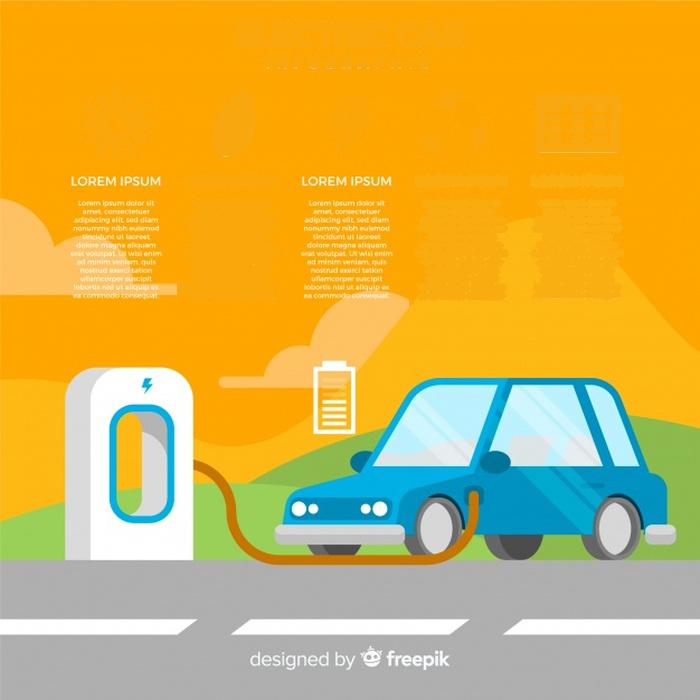 ELECTRIC CAR
INFOGRAPHIC
LOREM IPSUM
Lorem ipsum dolor sit
amet, consectetuer
adipiscing elit, sed diam
nonummy nibh euismod
tincidunt ut laoreet
dolore magna aliquam
erat volutpat. Ut wisi
enim ad minim veniam,
quis nostrud exerci
tation
ullamcorper suscipit
lobortis nisl ut aliquip ex
ea commodo consequat.
LOREM IPSUM
Lorem ipsum dolor sit
amet, consectetuer
adipiscing elit, sed diam
nonummy nibh euismod
tincidunt ut laoreet
dolore magna aliquam
erat volutpat. Ut wisi
enim ad minim veniam,
quis nostrud exerci
tation
ullamcorper suscipit
lobortis nisl ut aliquip ex
ea commodo consequat.
designed by freepik